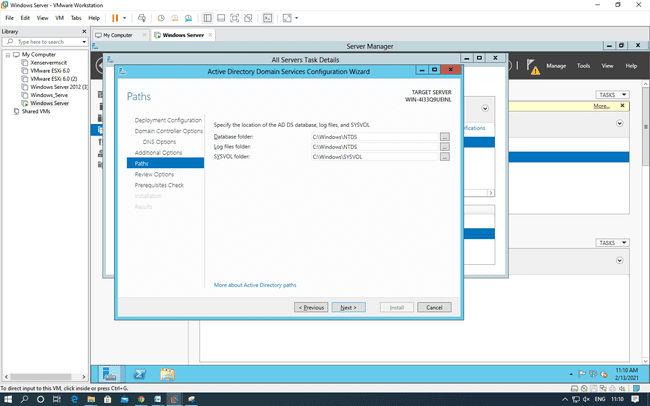 Windows Server - VMware Workstation
File Edit View VM Tabs Help
Library
Type here to search
My Computer
Xenservermscit
VMware ESXi 6.0
VMware ESXi 6.0 (2)
Windows Server 2012 (3)
Windows_Serve
Windows Server
Shared VMs
My Computer
Windows Server
Server Manager
Manage Tools View Help
All Servers Task Details
Active Directory Domain Services Configuration Wizard
Paths
TARGET SERVER
WIN-4I33Q9UEINL
Deployment Configuration
Domain Controller Options
DNS Options
Additional Options
Paths
Review Options
Prerequisites Check
Installation
Results
Specify the location of the AD DS database, log files, and SYSVOL
Database folder: C:\Windows\NTDS
Log files folder: C:\Windows\NTDS
SYSVOL folder: C:\Windows\SYSVOL
More about Active Directory paths
< Previous Next > Install Cancel
TASKS
More...
ifications
TASKS
11:10 AM
2/13/2021
To direct input to this VM, click inside or press Ctrl+G.
ENG 11:10